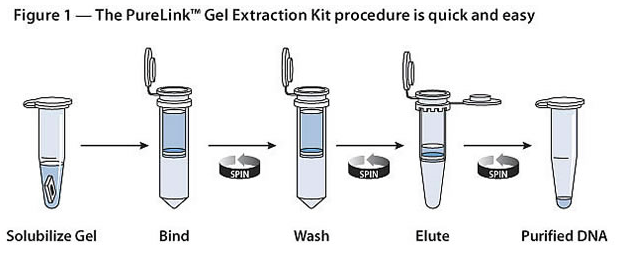 Figure 1 — The PureLink™ Gel Extraction Kit procedure is quick and easy
SPIN
SPIN
SPIN
Solubilize Gel
Bind
Wash
Elute
Purified DNA